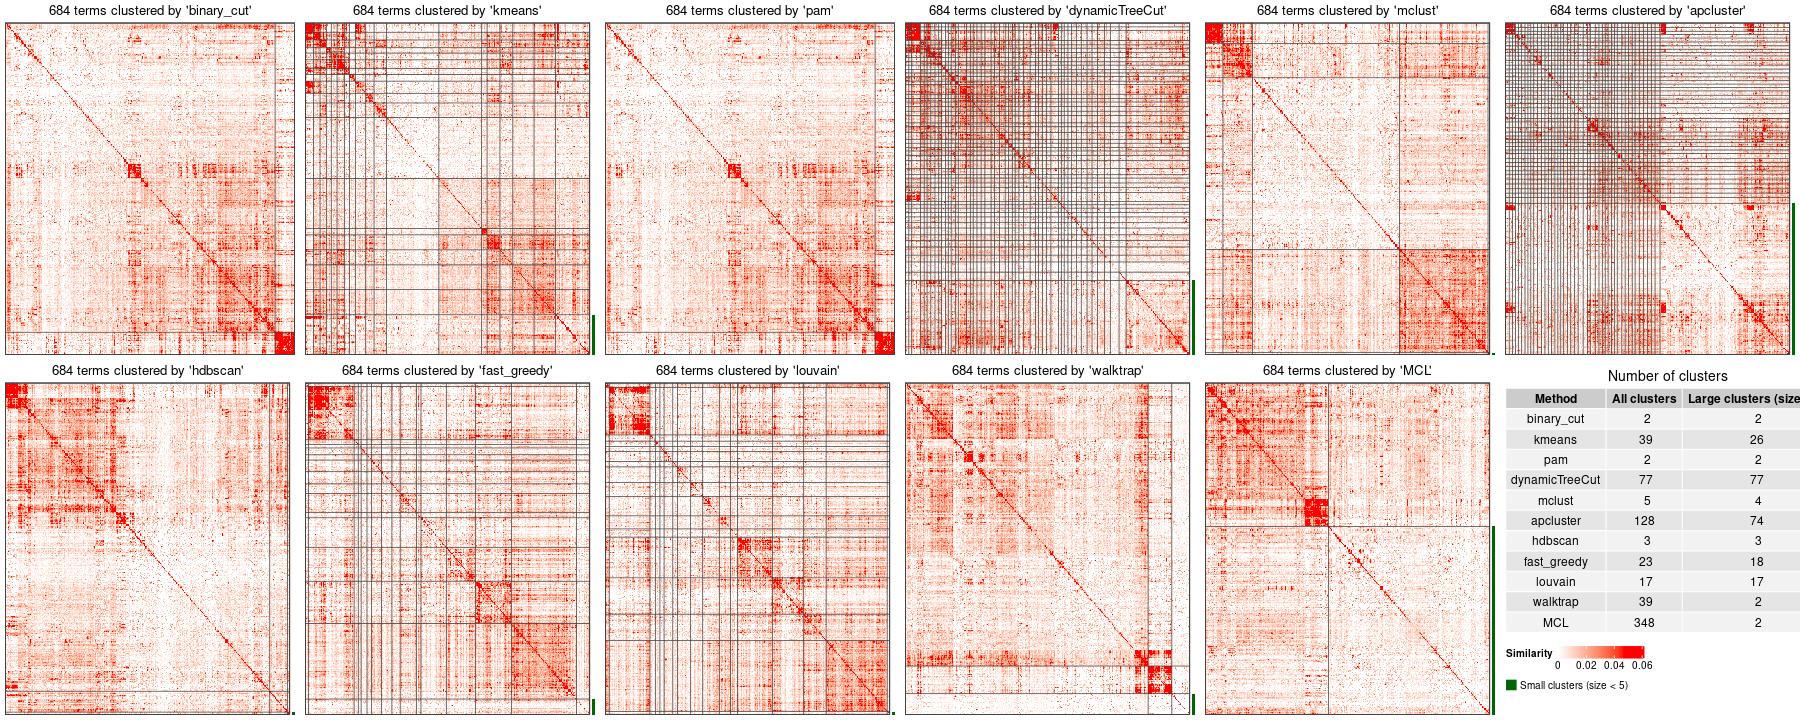 684 terms clustered by 'binary_cut'
684 terms clustered by 'kmeans'
684 terms clustered by 'pam'
684 terms clustered by 'dynamicTreeCut'
684 terms clustered by 'mclust'
684 terms clustered by 'apcluster'
684 terms clustered by 'hdbscan'
684 terms clustered by 'fast_greedy'
684 terms clustered by 'louvain'
684 terms clustered by 'walktrap'
684 terms clustered by 'MCL'
Number of clusters
Method All clusters Large clusters (size
binary_cut 2 2
kmeans 39 26
pam 2 2
dynamicTreeCut 77 77
mclust 5 4
apcluster 128 74
hdbscan 3 3
fast_greedy 23 18
louvain 17 17
walktrap 39 2
MCL 348 2
Similarity
0 0.02 0.04 0.06
Small clusters (size < 5)